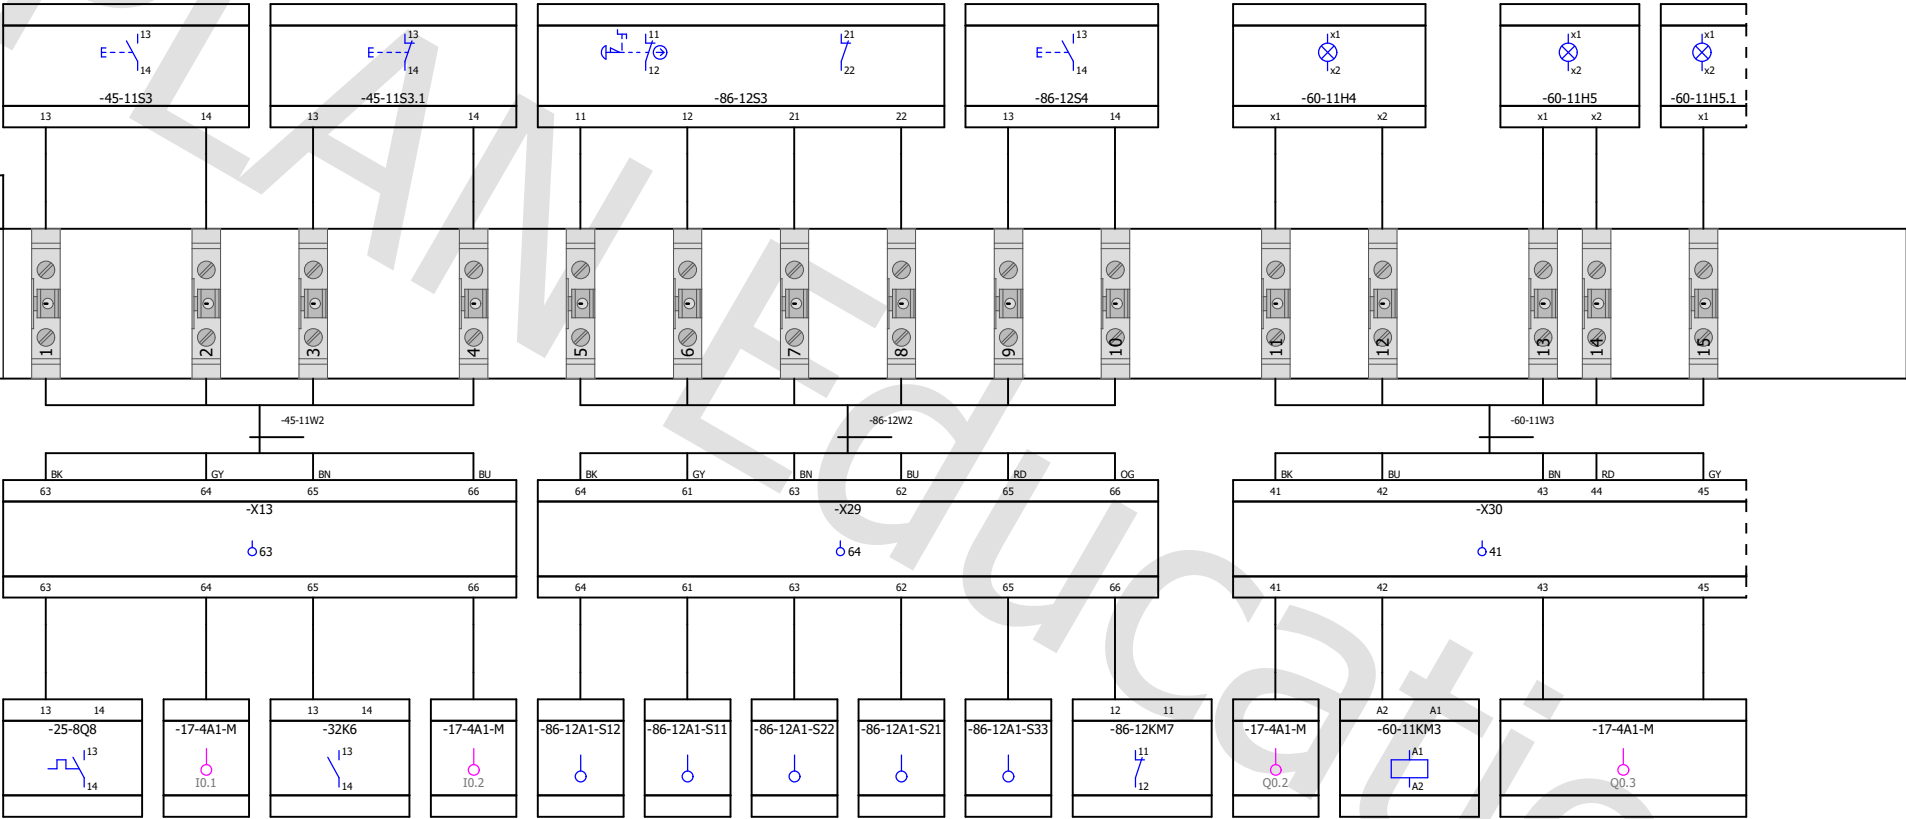 13 13 11 21 13 x1 x1 x1
14 14 12 22 14 x2 x2 x2
-45-11S3 -45-11S3.1 -86-12S3 -86-12S4 -60-11H4 -60-11H5 -60-11H5.1
13 14 13 14 11 12 21 22 13 14 x1 x2 x1 x2 x1
1 2 3 4 5 6 7 8 9 10 11 12 13 14 15
-45-11W2 -86-12W2 -60-11W3
BK GY BN BU BK GY BN BU RD OG BK BU BN RD GY
63 64 65 66 64 61 63 62 65 66 41 42 43 44 45
-X13 -X29 -X30
63 64 41
63 64 65 66 64 61 63 62 65 66 41 42 43 45
13 14 13 14 12 11 A2 A1
-25-8Q8 -17-4A1-M -32K6 -17-4A1-M -86-12A1-S12 -86-12A1-S11 -86-12A1-S22 -86-12A1-S21 -86-12A1-S33 -86-12KM7 -17-4A1-M -60-11KM3 -17-4A1-M
13 13 11 A1
14 I0.1 14 I0.2 12 Q0.2 A2 Q0.3
PLAN Educatio